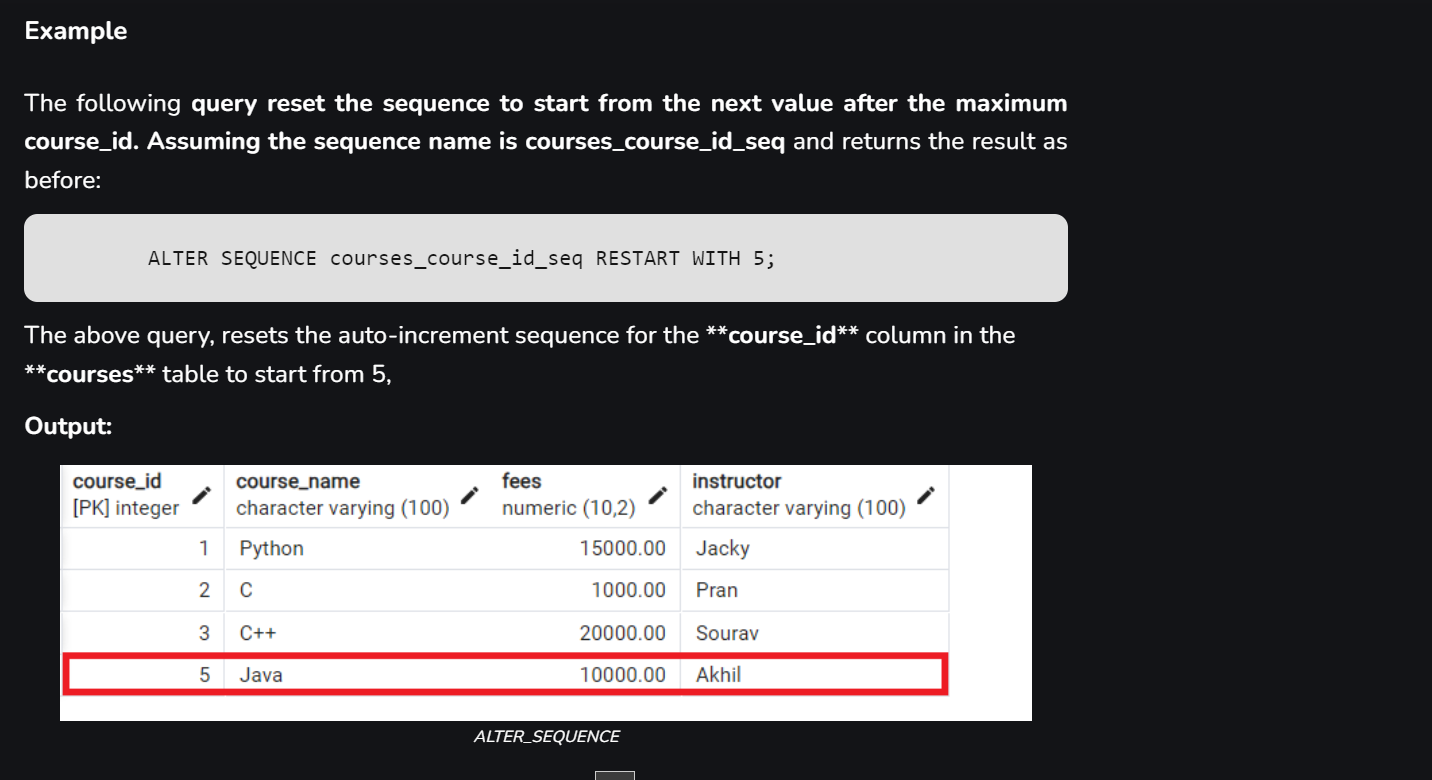 Example
The following query reset the sequence to start from the next value after the maximum
course_id. Assuming the sequence name is courses_course_id_seq and returns the result as
before:
ALTER SEQUENCE courses_course_id_seq RESTART WITH 5;
The above query, resets the auto-increment sequence for the **course_id** column in the
**courses** table to start from 5,
Output:
course_id course_name fees instructor
[PK] integer character varying (100) numeric (10,2) character varying (100)
1 Python 15000.00 Jacky
2 C 1000.00 Pran
3 C++ 20000.00 Sourav
5 Java 10000.00 Akhil
ALTER_SEQUENCE